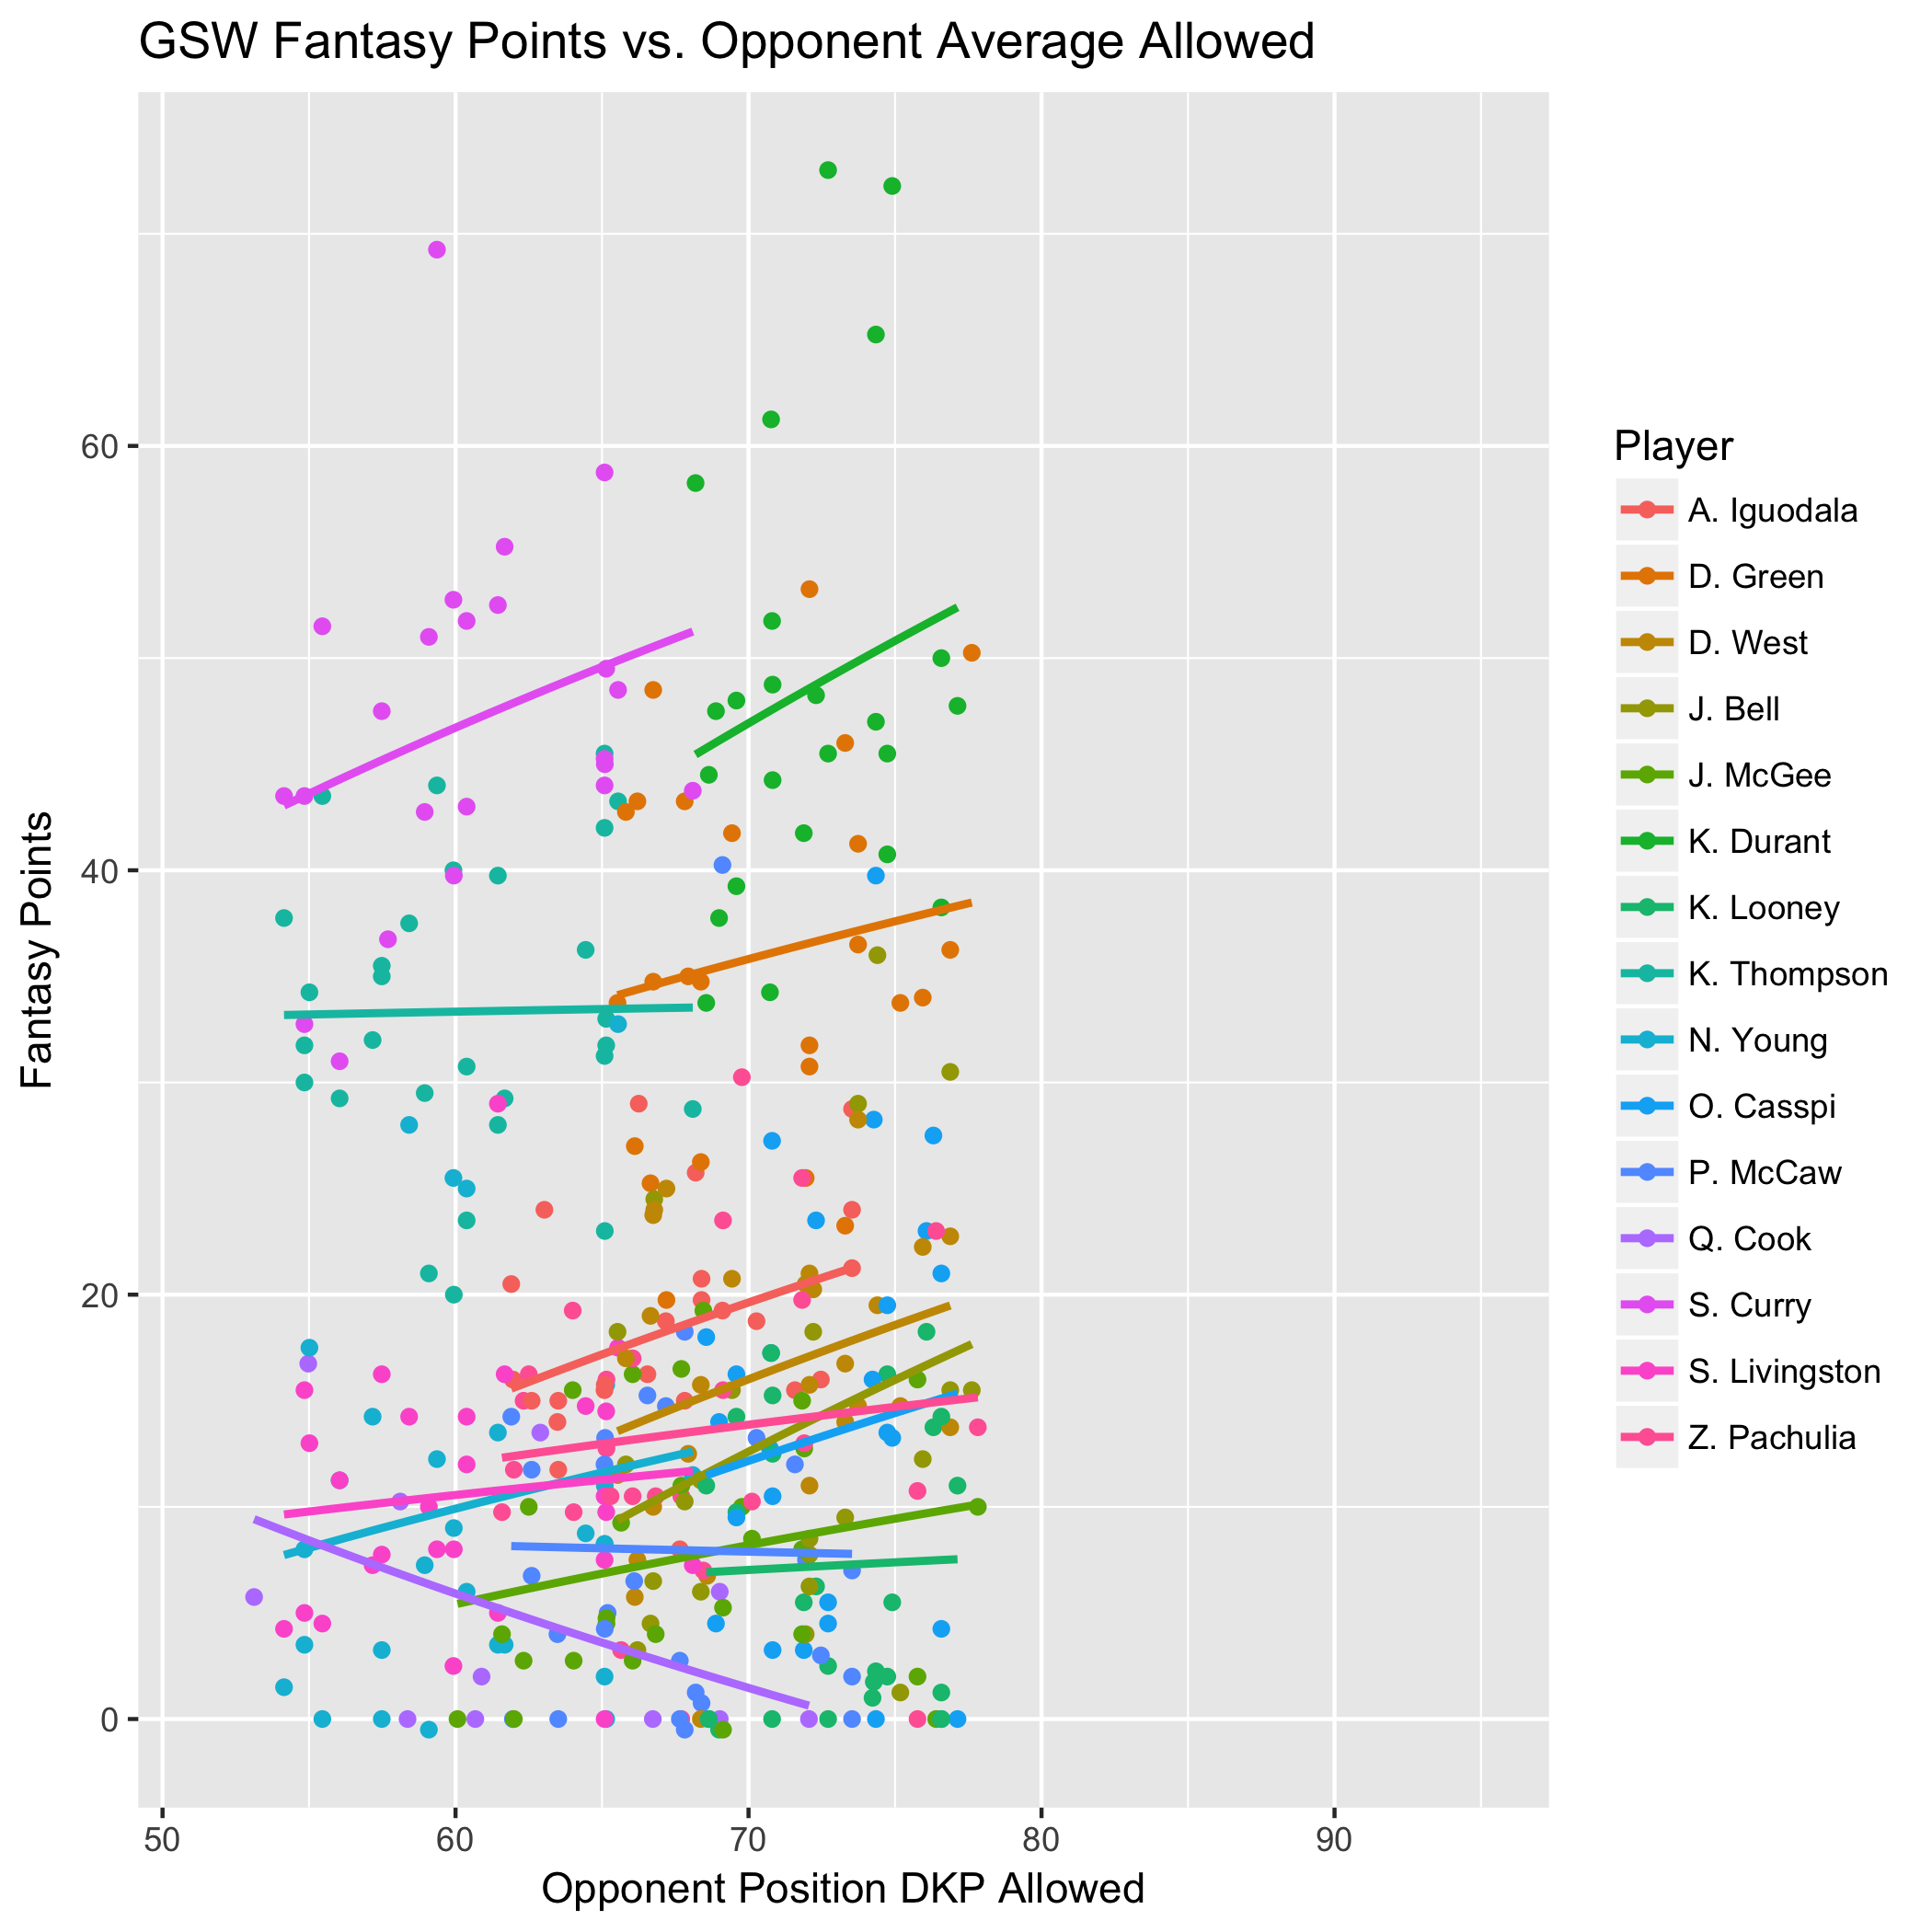 GSW Fantasy Points vs. Opponent Average Allowed
Fantasy Points
60
40
20
0
50 60 70 80 90
Opponent Position DKP Allowed
Player
A. Iguodala
D. Green
D. West
J. Bell
J. McGee
K. Durant
K. Looney
K. Thompson
N. Young
O. Casspi
P. McCaw
Q. Cook
S. Curry
S. Livingston
Z. Pachulia